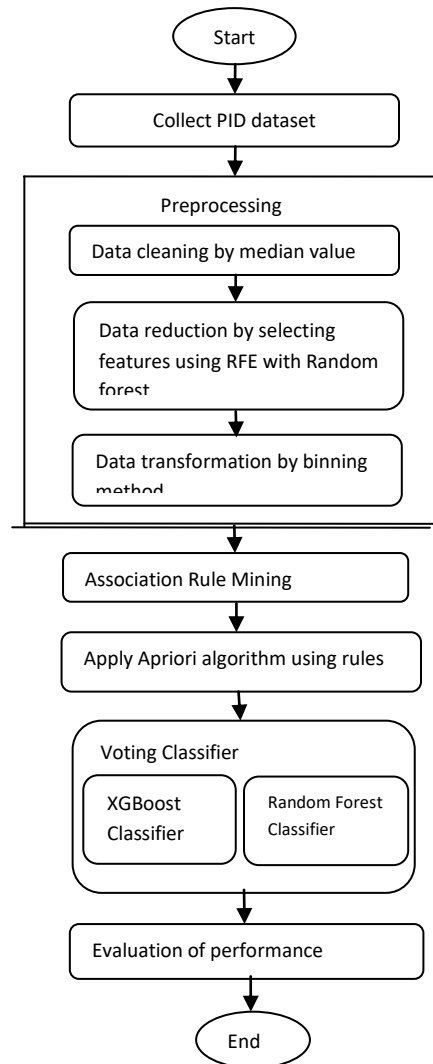 Start
Collect PID dataset
Preprocessing
Data cleaning by median value
Data reduction by selecting
features using RFE with Random
forest
Data transformation by binning
method
Association Rule Mining
Apply Apriori algorithm using rules
Voting Classifier
XGBoost
Classifier
Random Forest
Classifier
Evaluation of performance
End